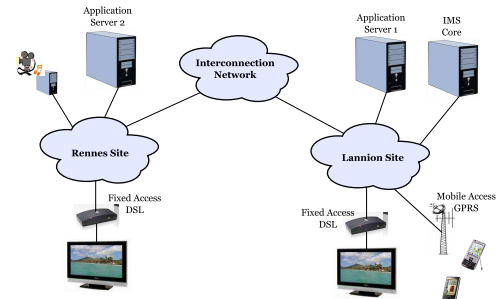 Application
Server 2
Application
Server 1
IMS
Core
Interconnection
Network
Rennes Site
Lannion Site
Fixed Access
DSL
Fixed Access
DSL
Mobile Access
GPRS